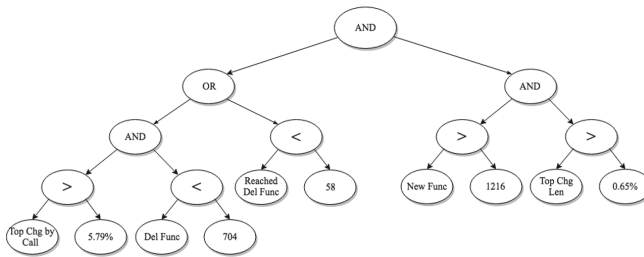 AND
OR
AND
AND
<
>
>
>
<
Reached
Del Func
58
New Func
1216
Top Chg
Len
0.65%
Top Chg by
Call
5.79%
Del Func
704